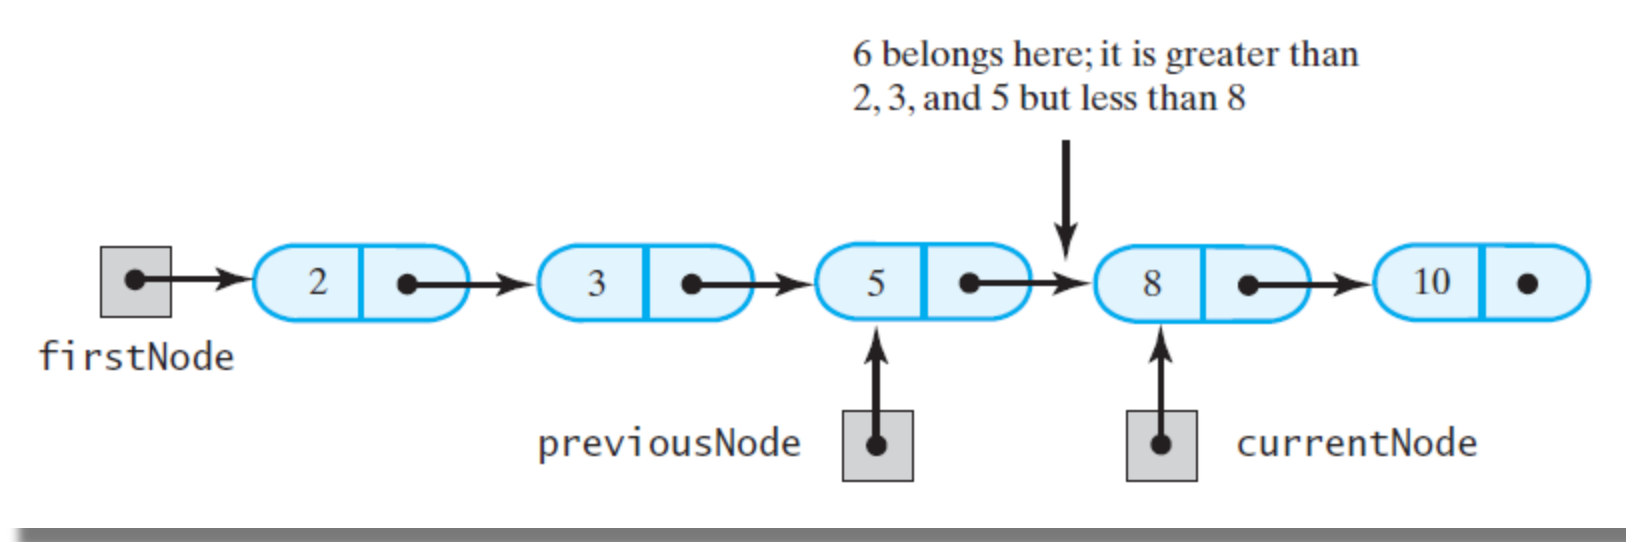 6 belongs here; it is greater than
2, 3, and 5 but less than 8
2 3 5 8 10
firstNode
previousNode currentNode